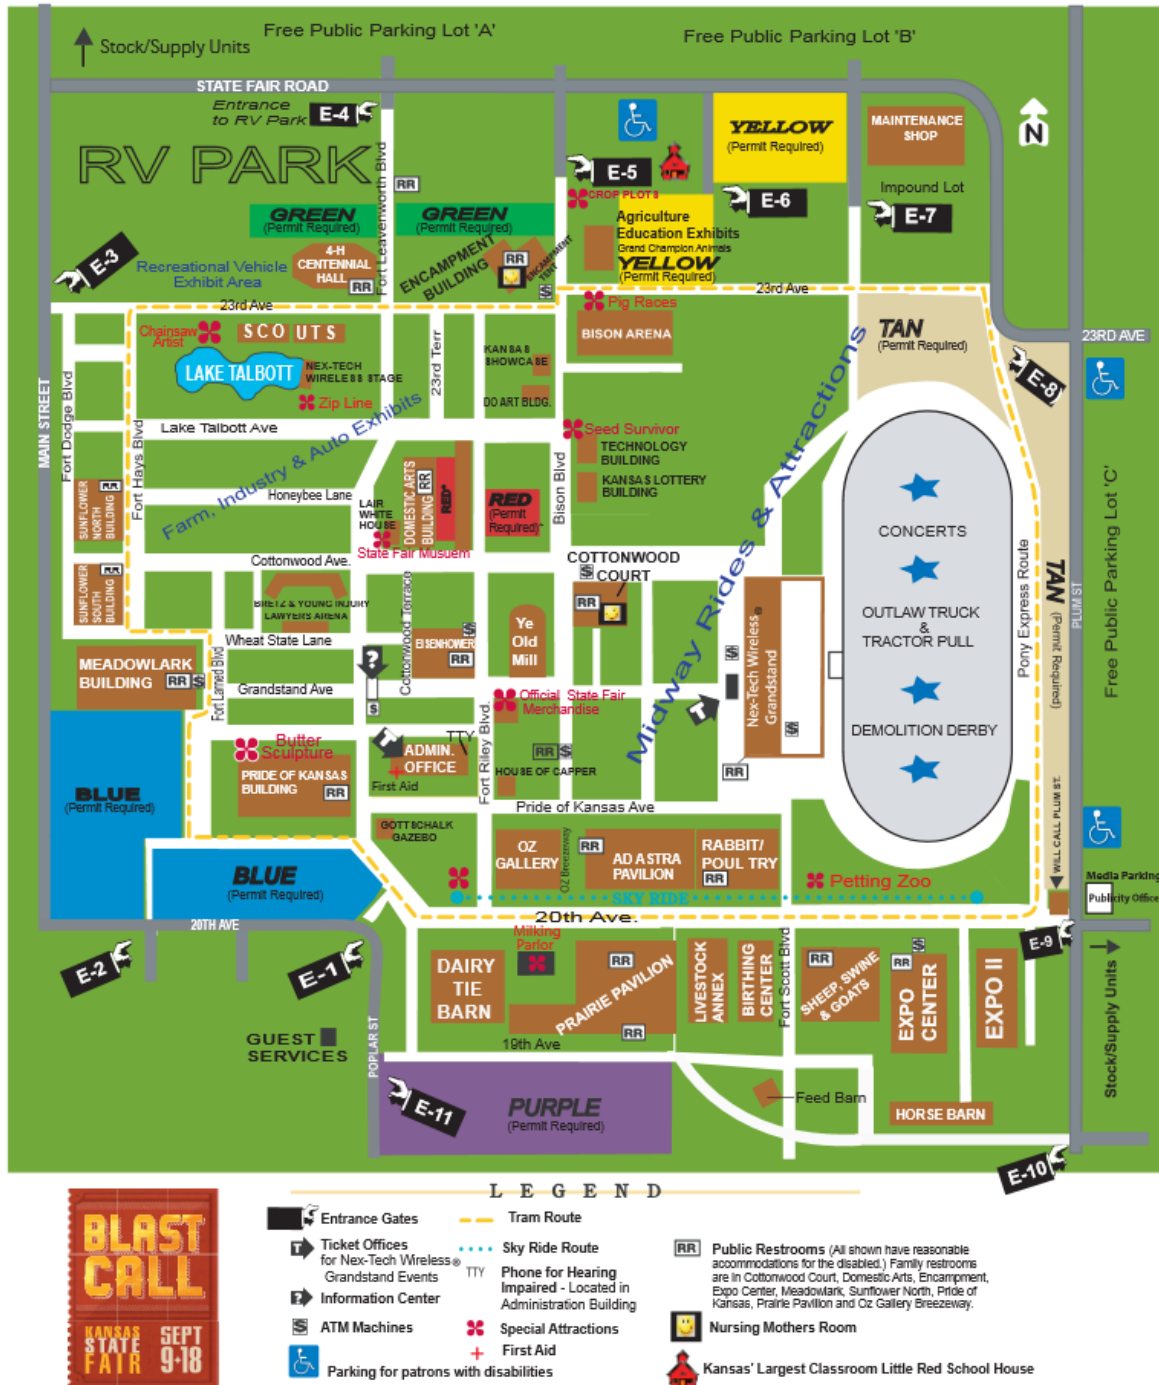 Free Public Parking Lot 'A'
Free Public Parking Lot 'B'
Stock/Supply Units
STATE FAIR ROAD
Entrance
to RV Park
E-4
RV PARK
Fort Leavenworth Blvd
RR
E-5
CROP PLOTS
YELLOW
(Permit Required)
E-6
MAINTENANCE
SHOP
Impound Lot
E-7
N
GREEN
(Permit Required)
GREEN
(Permit Required)
Agriculture
Education Exhibits
Grand Champion Animals
YELLOW
(Permit Required)
E-3
Recreational Vehicle
Exhibit Area
4-H
CENTENNIAL
HALL
RR
ENCAMPMENT
BUILDING
RR
ENCAMPMENT
TENT
$
23rd Ave
23rd Ave
Pig Races
BISON ARENA
TAN
(Permit Required)
23RD AVE
E-8
Chainsaw
Artist
SCOUTS
LAKE TALBOTT
NEX-TECH
WIRELESS STAGE
Zip Line
23rd Terr
KANSAS
SHOWCASE
DO ART BLDG.
MAIN STREET
Fort Dodge Blvd
Fort Hays Blvd
Lake Talbott Ave
Farm, Industry & Auto Exhibits
Honeybee Lane
Seed Survivor
TECHNOLOGY
BUILDING
KANSAS LOTTERY
BUILDING
Bison Blvd
Midway Rides & Attractions
SUNFLOWER
NORTH
BUILDING
RR
LAIR
WHITE
HOUSE
DOMESTIC ARTS
BUILDING
RR
RED*
RED
(Permit
Required)*
State Fair Musuem
CONCERTS
OUTLAW TRUCK
&
TRACTOR PULL
DEMOLITION DERBY
Pony Express Route
TAN
(Permit Required)
PLUM ST
Free Public Parking Lot 'C'
Cottonwood Ave.
SUNFLOWER
SOUTH
BUILDING
RR
BRETZ & YOUNG INJURY
LAWYERS ARENA
Cottonwood Terrace
COTTONWOOD
COURT
$
RR
Ye
Old
Mill
EISENHOWER
$
RR
Wheat State Lane
MEADOWLARK
BUILDING
RR
$
Fort Larned Blvd
Grandstand Ave
?
$
Official State Fair
Merchandise
$
T
Nex-Tech Wireless®
Grandstand
$
RR
Butter
Sculpture
PRIDE OF KANSAS
BUILDING
RR
T
TTY
ADMIN.
OFFICE
First Aid
Fort Riley Blvd.
RR
$
HOUSE OF CAPPER
Pride of Kansas Ave
BLUE
(Permit Required)
BLUE
(Permit Required)
GOTTSCHALK
GAZEBO
OZ
GALLERY
OZ Breezeway
RR
AD ASTRA
PAVILION
RABBIT/
POULTRY
RR
Petting Zoo
SKY RIDE
WILL CALL PLUM ST.
Media Parking
Publicity Office
20TH AVE
20th Ave.
E-2
E-1
E-9
Milking
Parlor
DAIRY
TIE
BARN
RR
PRAIRIE PAVILION
RR
LIVESTOCK
ANNEX
BIRTHING
CENTER
Fort Scott Blvd
RR
SHEEP, SWINE
& GOATS
$
RR
EXPO
CENTER
EXPO II
Stock/Supply Units
GUEST
SERVICES
POPLAR ST
19th Ave
E-11
PURPLE
(Permit Required)
Feed Barn
HORSE BARN
E-10
BLAST
CALL
KANSAS
STATE
FAIR
SEPT
9-18
LEGEND
Entrance Gates
T
Ticket Offices
for Nex-Tech Wireless®
Grandstand Events
?
Information Center
$
ATM Machines
Parking for patrons with disabilities
Tram Route
Sky Ride Route
TTY
Phone for Hearing
Impaired - Located in
Administration Building
Special Attractions
First Aid
RR
Public Restrooms (All shown have reasonable
accommodations for the disabled.) Family restrooms
are in Cottonwood Court, Domestic Arts, Encampment,
Expo Center, Meadowlark, Sunflower North, Pride of
Kansas, Prairie Pavilion and Oz Gallery Breezeway.
Nursing Mothers Room
Kansas' Largest Classroom Little Red School House